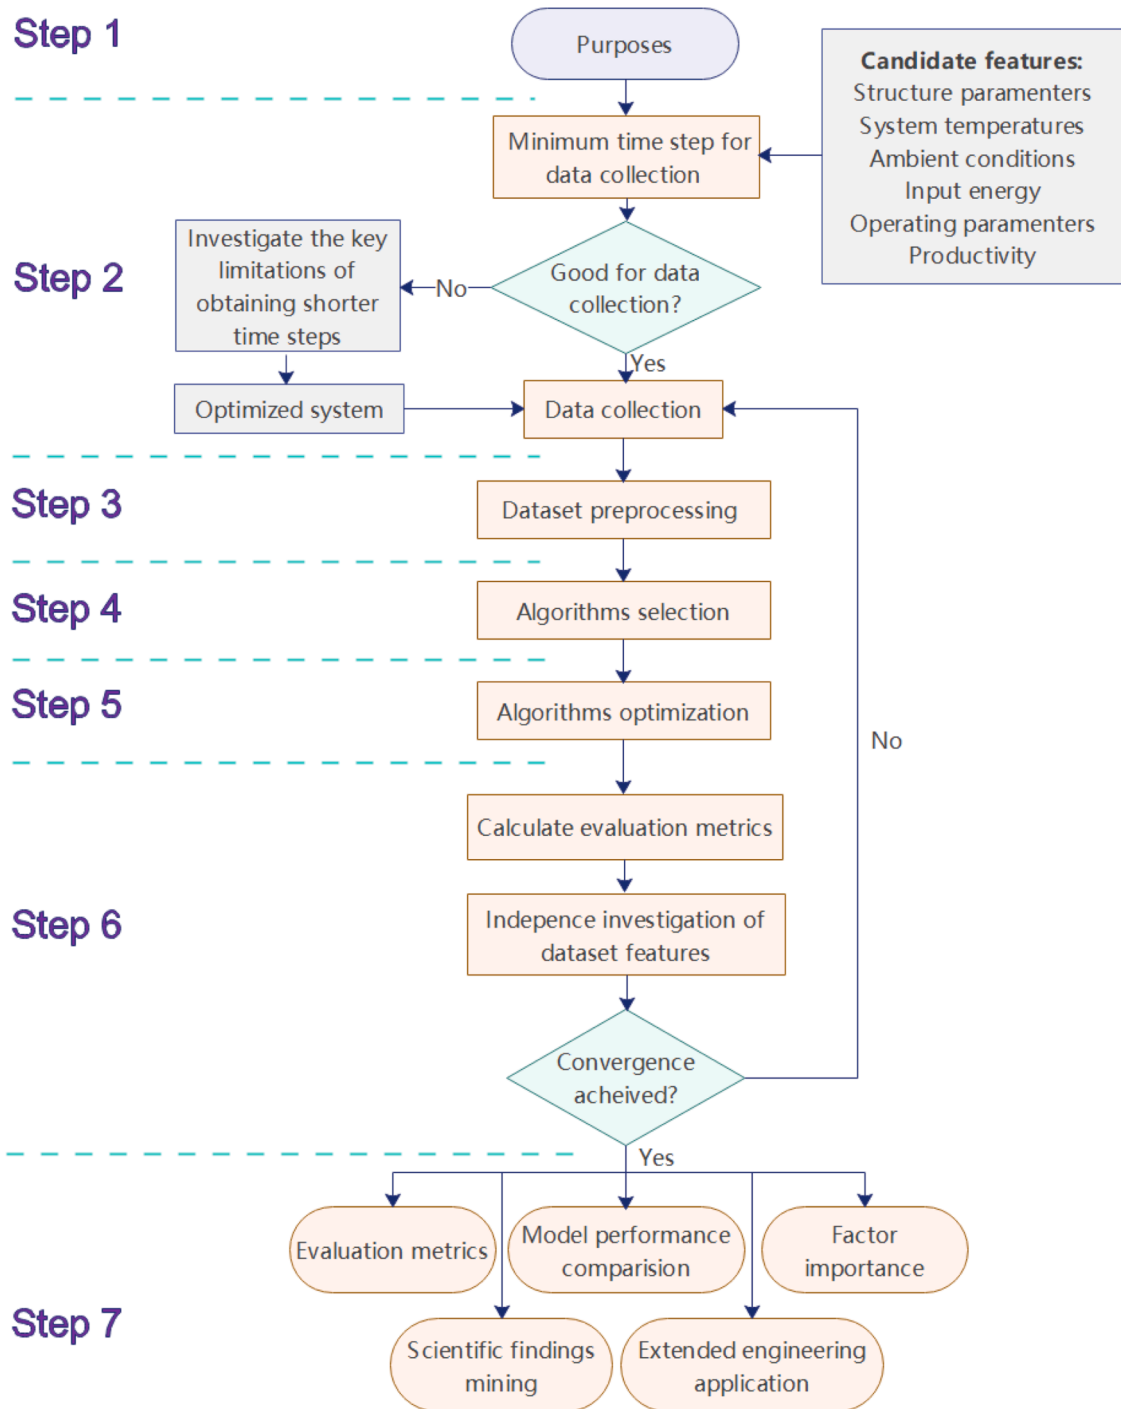 Step 1
Purposes
Candidate features:
Structure paramenters
System temperatures
Ambient conditions
Input energy
Operating paramenters
Productivity
Minimum time step for
data collection
Step 2
Investigate the key
limitations of
obtaining shorter
time steps
No
Good for data
collection?
Yes
Optimized system
Data collection
Step 3
Dataset preprocessing
Step 4
Algorithms selection
Step 5
Algorithms optimization
No
Calculate evaluation metrics
Step 6
Indepence investigation of
dataset features
Convergence
acheived?
Yes
Evaluation metrics
Model performance
comparision
Factor
importance
Step 7
Scientific findings
mining
Extended engineering
application